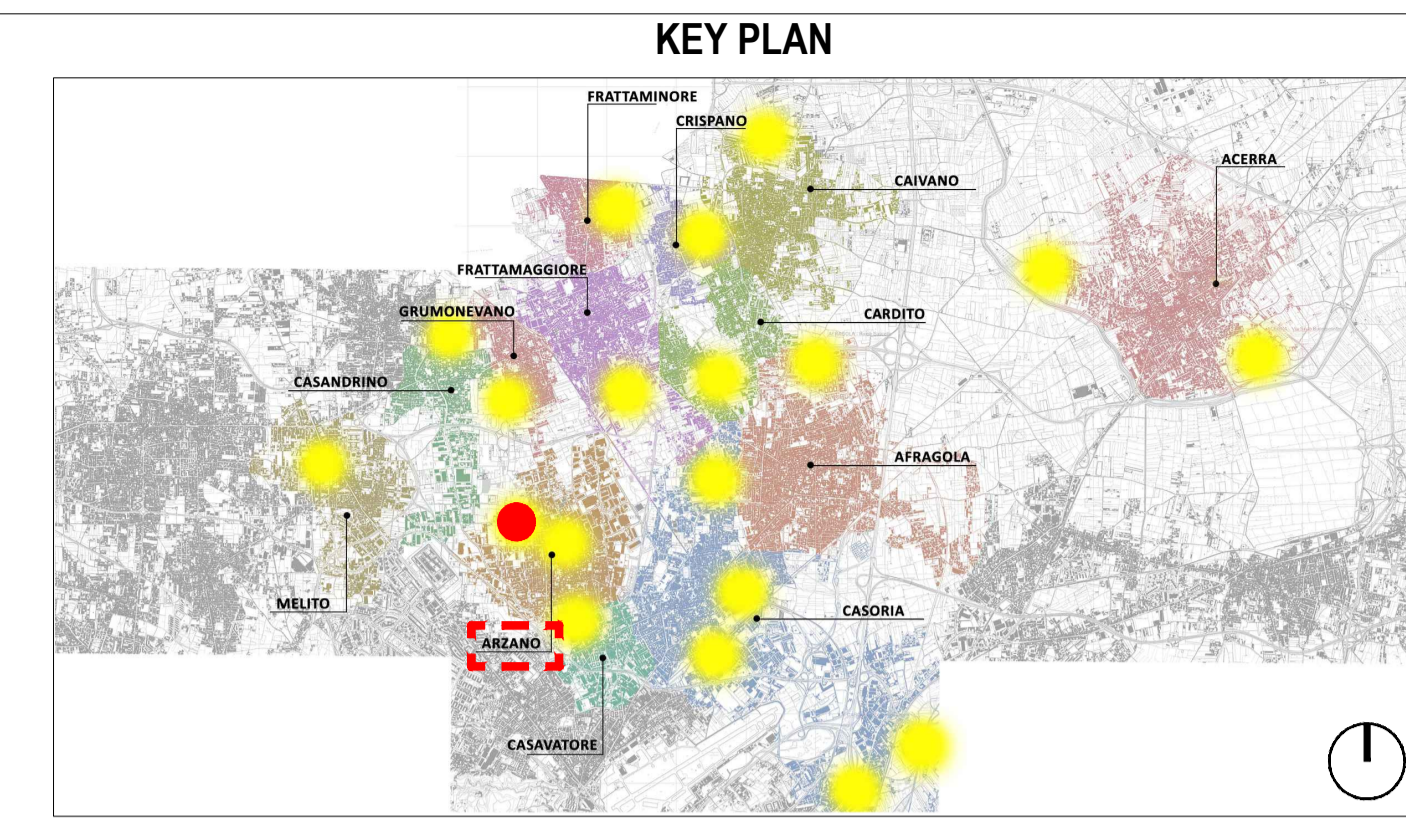 KEY PLAN
FRATTAMINORE
CRISPANO
ACERRA
CAIVANO
FRATTAMAGGIORE
GRUMONEVANO
CARDITO
CASANDRINO
AFRAGOLA
MELITO
CASORIA
ARZANO
CASAVATORE